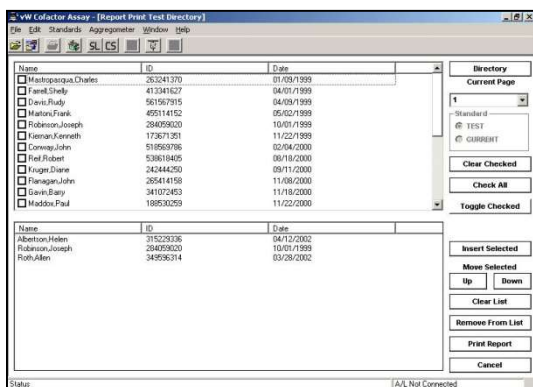 vW Cofactor Assay - [Report Print Test Directory]
File Edit Standards Aggregometer Window Help
SL CS
Name ID Date
Mastropasqua,Charles 263241370 01/09/1999
Farrell,Shelly 413341627 04/01/1999
Davis,Rudy 561567915 04/09/1999
Martoni,Frank 455114152 05/02/1999
Robinson,Joseph 284059020 10/01/1999
Kiernan,Kenneth 173671351 11/22/1999
Conway,John 518569786 02/04/2000
Reif,Robert 538618405 08/18/2000
Kruger,Diane 242444250 09/11/2000
Flanagan,John 265414158 11/08/2000
Gavin,Barry 341072453 11/18/2000
Maddox,Paul 188530259 11/22/2000
Directory
Current Page
1
Standard
TEST
CURRENT
Clear Checked
Check All
Toggle Checked
Name ID Date
Albertson,Helen 315229336 04/12/2002
Robinson,Joseph 284059020 10/01/1999
Roth,Allen 349596314 03/28/2002
Insert Selected
Move Selected
Up Down
Clear List
Remove From List
Print Report
Cancel
Status A/L Not Connected